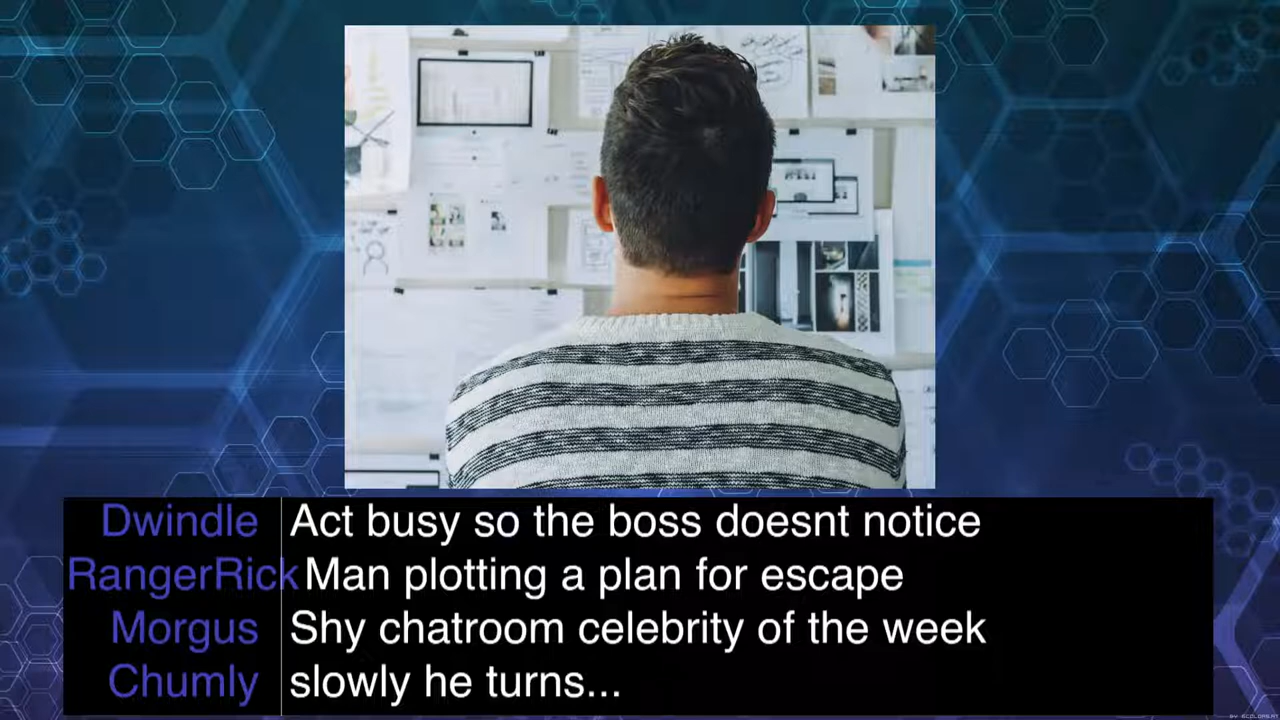 Dwindle Act busy so the boss doesnt notice
RangerRick Man plotting a plan for escape
Morgus Shy chatroom celebrity of the week
Chumly slowly he turns...